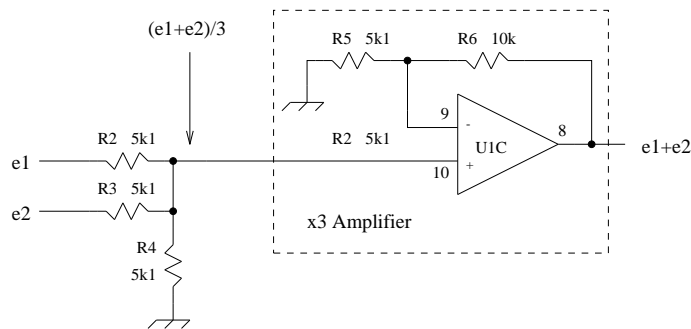 (e1+e2)/3
R5 5k1
R6 10k
9
-
8
U1C
e1+e2
R2 5k1
R2 5k1
e1
10
+
R3 5k1
e2
x3 Amplifier
R4
5k1